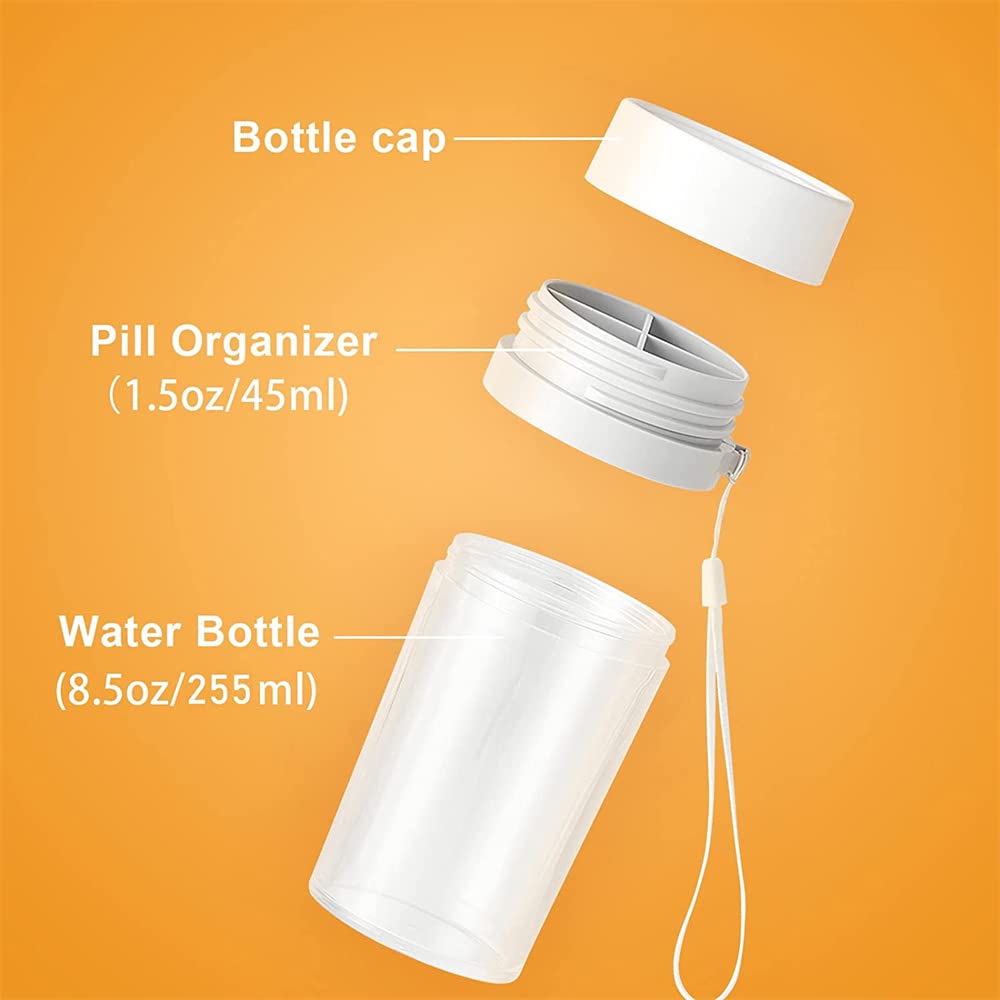 Bottle cap
Pill Organizer
(1.5oz/45ml)
Water Bottle
(8.5oz/255ml)